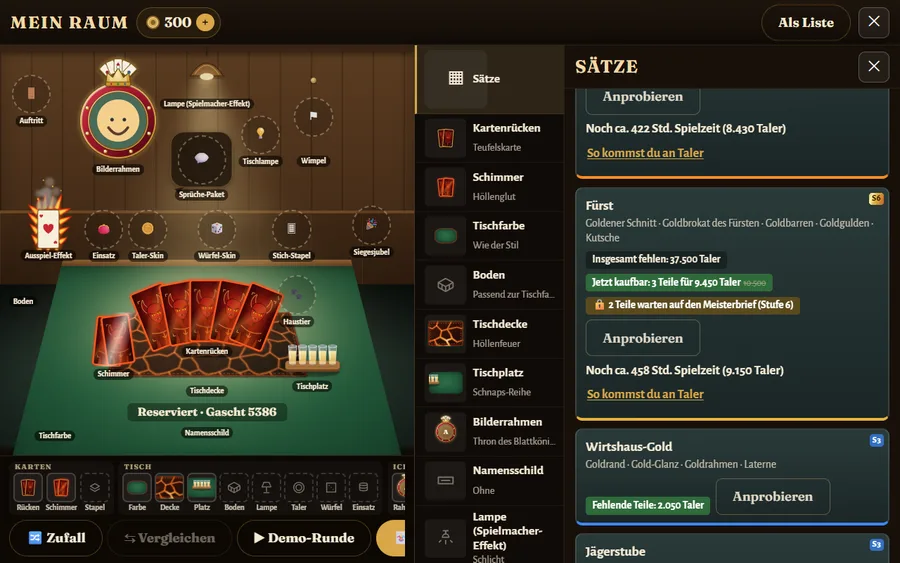 MEIN RAUM
300 +
Als Liste
Auftritt
Bilderrahmen
Lampe (Spielmacher-Effekt)
Tischlampe
Wimpel
Sprüche-Paket
Ausspiel-Effekt
Einsatz
Taler-Skin
Würfel-Skin
Stich-Stapel
Siegesjubel
Boden
Haustier
Kartenrücken
Schimmer
Tischplatz
Tischdecke
Reserviert · Gascht 5386
Tischfarbe
Namensschild
KARTEN
Rücken
Schimmer
Stapel
TISCH
Farbe
Decke
Platz
Boden
Lampe
Taler
Würfel
Einsatz
Zufall
Vergleichen
Demo-Runde
Sätze
Kartenrücken
Teufelskarte
Schimmer
Höllenglut
Tischfarbe
Wie der Stil
Boden
Passend zur Tischfa…
Tischdecke
Höllenfeuer
Tischplatz
Schnaps-Reihe
Bilderrahmen
Thron des Blattköni…
Namensschild
Ohne
Lampe
(Spielmacher-
Effekt)
Schlicht
SÄTZE
Anprobieren
Noch ca. 422 Std. Spielzeit (8.430 Taler)
So kommst du an Taler
Fürst
S6
Goldener Schnitt · Goldbrokat des Fürsten · Goldbarren · Goldgulden ·
Kutsche
Insgesamt fehlen: 37.500 Taler
Jetzt kaufbar: 3 Teile für 9.450 Taler 10.500
2 Teile warten auf den Meisterbrief (Stufe 6)
Anprobieren
Noch ca. 458 Std. Spielzeit (9.150 Taler)
So kommst du an Taler
Wirtshaus-Gold
S3
Goldrand · Gold-Glanz · Goldrahmen · Laterne
Fehlende Teile: 2.050 Taler
Anprobieren
Jägerstube
S3